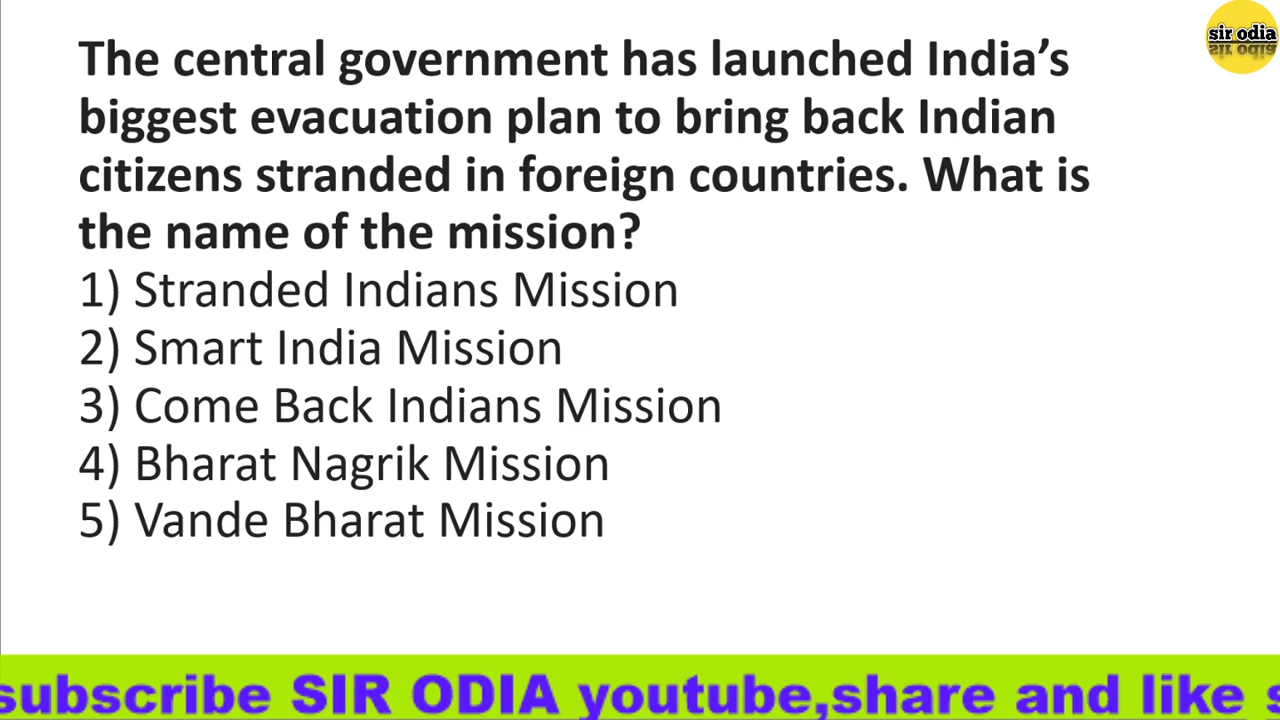 sir odia
The central government has launched India’s
biggest evacuation plan to bring back Indian
citizens stranded in foreign countries. What is
the name of the mission?
1) Stranded Indians Mission
2) Smart India Mission
3) Come Back Indians Mission
4) Bharat Nagrik Mission
5) Vande Bharat Mission
subscribe SIR ODIA youtube,share and like s